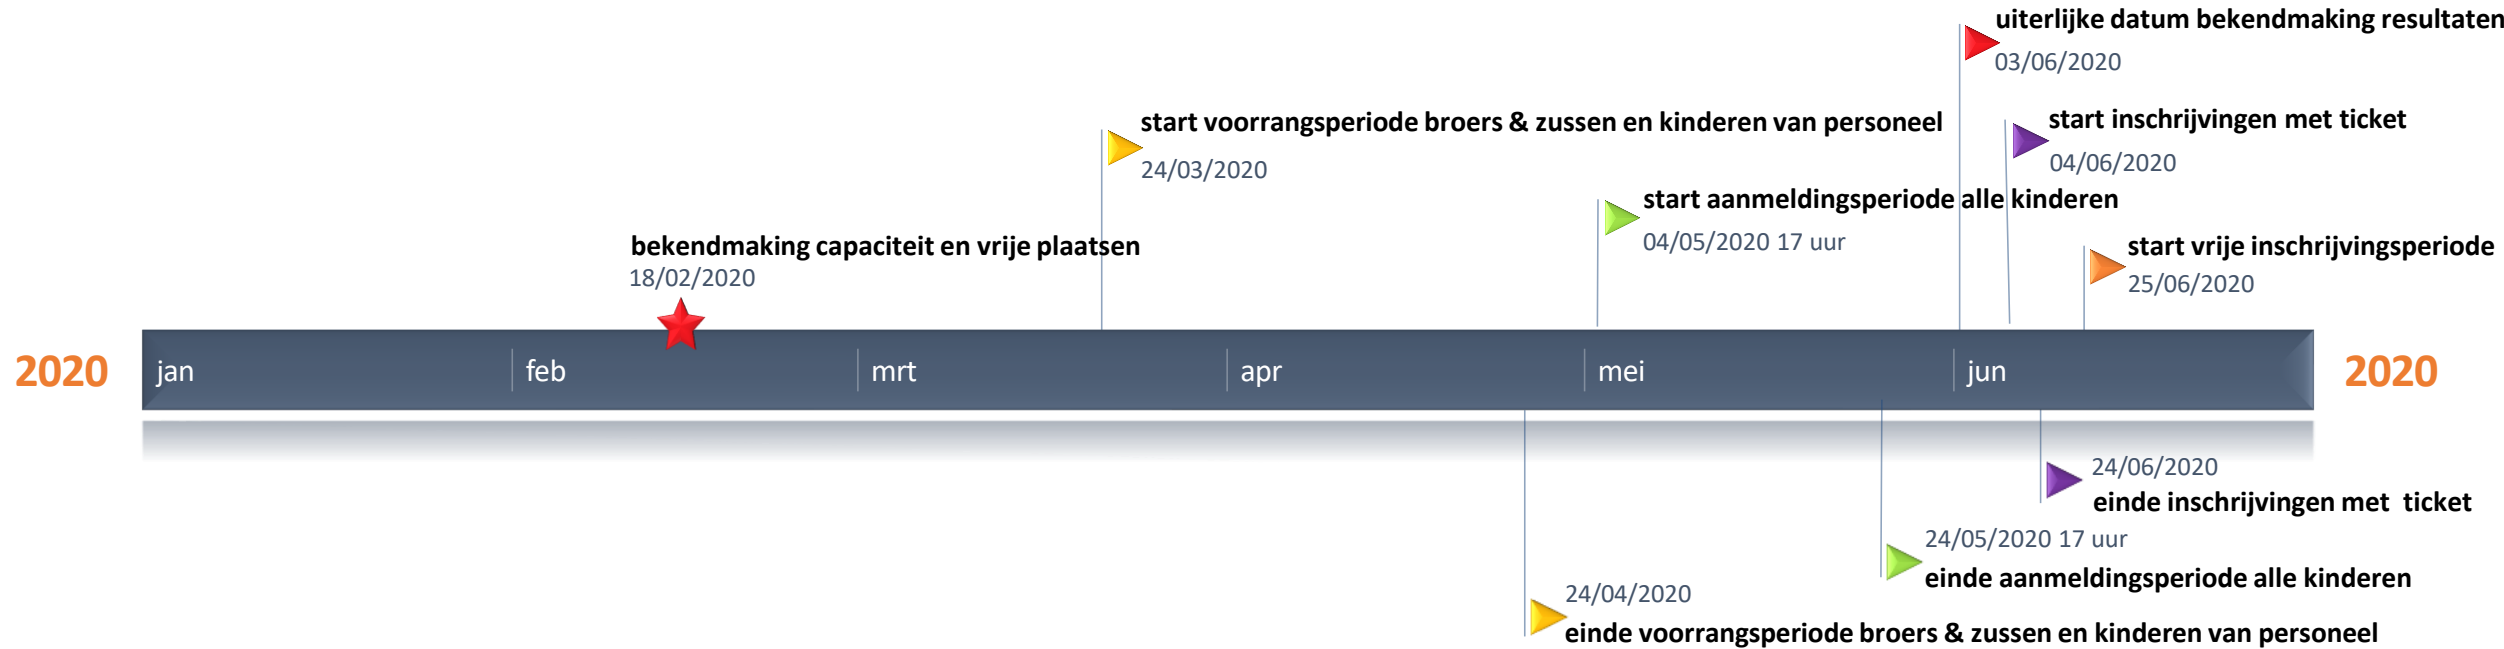 uiterlijke datum bekendmaking resultaten
03/06/2020
start voorrangsperiode broers & zussen en kinderen van personeel
24/03/2020
start inschrijvingen met ticket
04/06/2020
start aanmeldingsperiode alle kinderen
04/05/2020 17 uur
bekendmaking capaciteit en vrije plaatsen
18/02/2020
start vrije inschrijvingsperiode
25/06/2020
2020 jan feb mrt apr mei jun 2020
24/06/2020
einde inschrijvingen met ticket
24/05/2020 17 uur
einde aanmeldingsperiode alle kinderen
24/04/2020
einde voorrangsperiode broers & zussen en kinderen van personeel